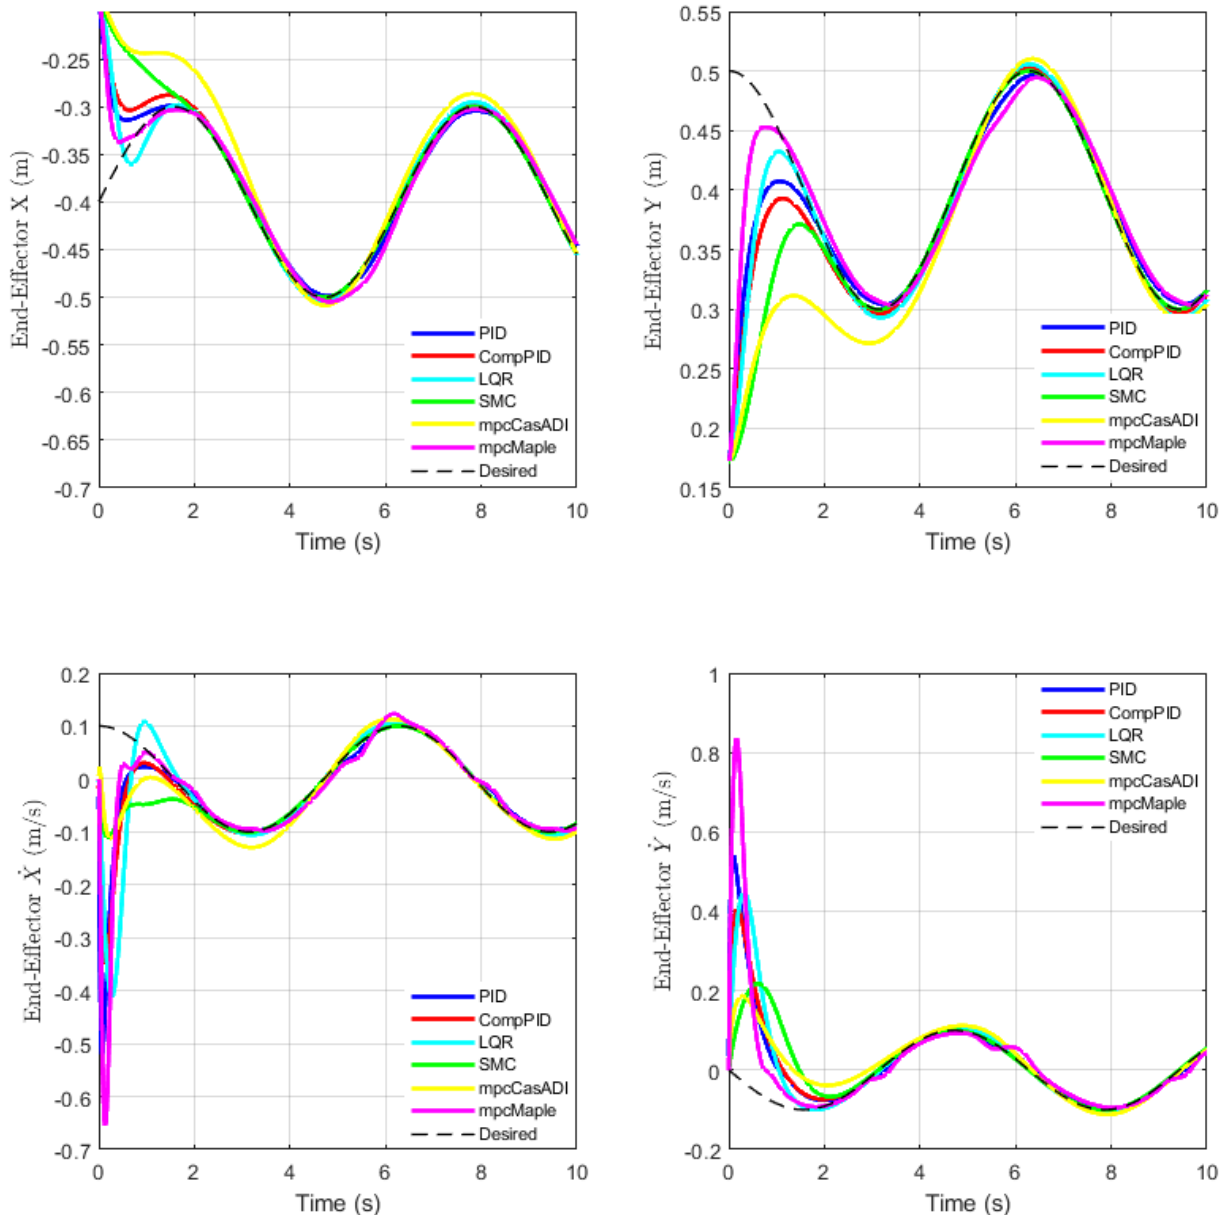 -0.25
-0.3
-0.35
-0.4
-0.45
-0.5
-0.55
-0.6
-0.65
-0.7
0 2 4 6 8 10
Time (s)
End-Effector X (m)
PID
CompPID
LQR
SMC
mpcCasADI
mpcMaple
Desired
0.55
0.5
0.45
0.4
0.35
0.3
0.25
0.2
0.15
0 2 4 6 8 10
Time (s)
End-Effector Y (m)
PID
CompPID
LQR
SMC
mpcCasADI
mpcMaple
Desired
0.2
0.1
0
-0.1
-0.2
-0.3
-0.4
-0.5
-0.6
-0.7
0 2 4 6 8 10
Time (s)
End-Effector Ẋ (m/s)
PID
CompPID
LQR
SMC
mpcCasADI
mpcMaple
Desired
1
0.8
0.6
0.4
0.2
0
-0.2
0 2 4 6 8 10
Time (s)
End-Effector Ẏ (m/s)
PID
CompPID
LQR
SMC
mpcCasADI
mpcMaple
Desired